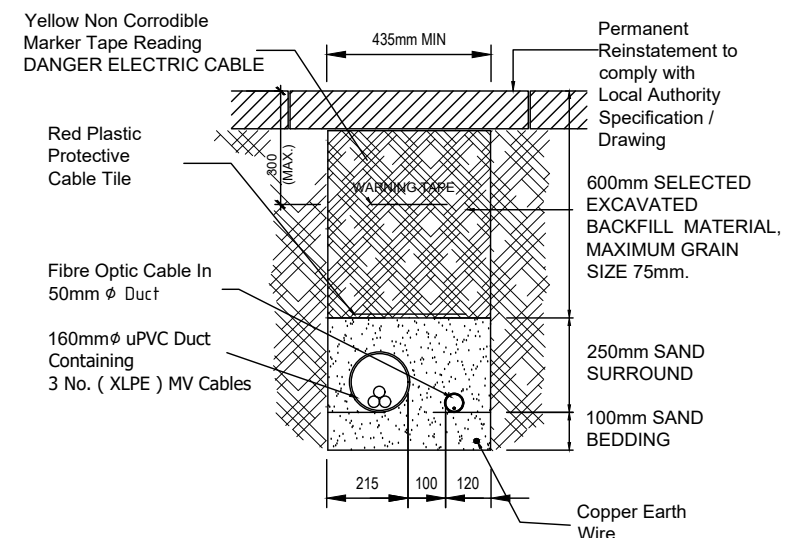 Yellow Non Corrodible
Marker Tape Reading
DANGER ELECTRIC CABLE
435mm MIN
Permanent
Reinstatement to
comply with
Local Authority
Specification /
Drawing
Red Plastic
Protective
Cable Tile
300
(MAX.)
WARNING TAPE
600mm SELECTED
EXCAVATED
BACKFILL MATERIAL,
MAXIMUM GRAIN
SIZE 75mm.
Fibre Optic Cable In
50mm ϕ Duct
160mmϕ uPVC Duct
Containing
3 No. ( XLPE ) MV Cables
250mm SAND
SURROUND
100mm SAND
BEDDING
215
100
120
Copper Earth
Wire